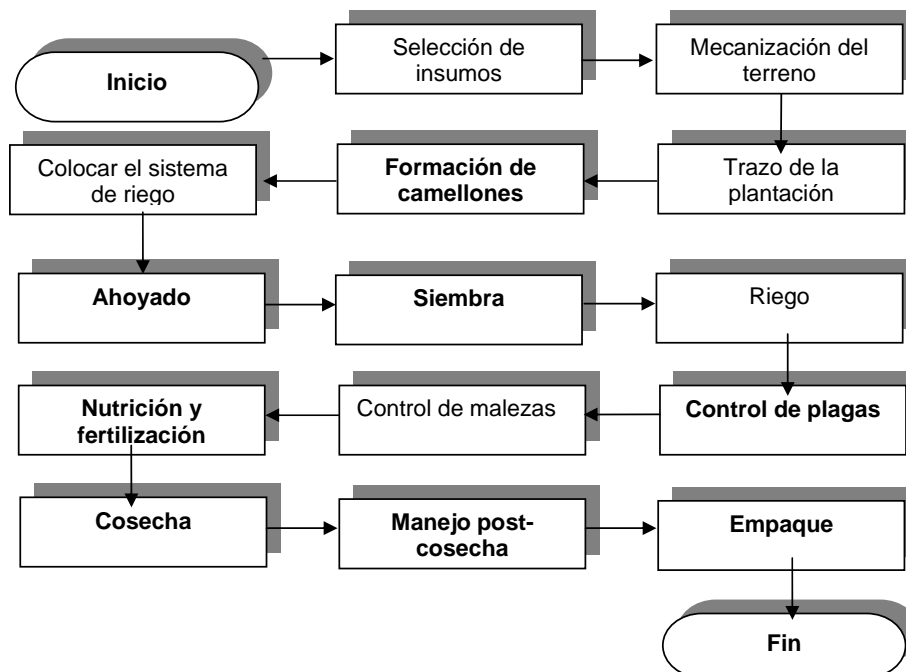 Inicio
Selección de
insumos
Mecanización del
terreno
Trazo de la
plantación
Formación de
camellones
Colocar el sistema
de riego
Ahoyado
Siembra
Riego
Control de plagas
Control de malezas
Nutrición y
fertilización
Cosecha
Manejo post-
cosecha
Empaque
Fin